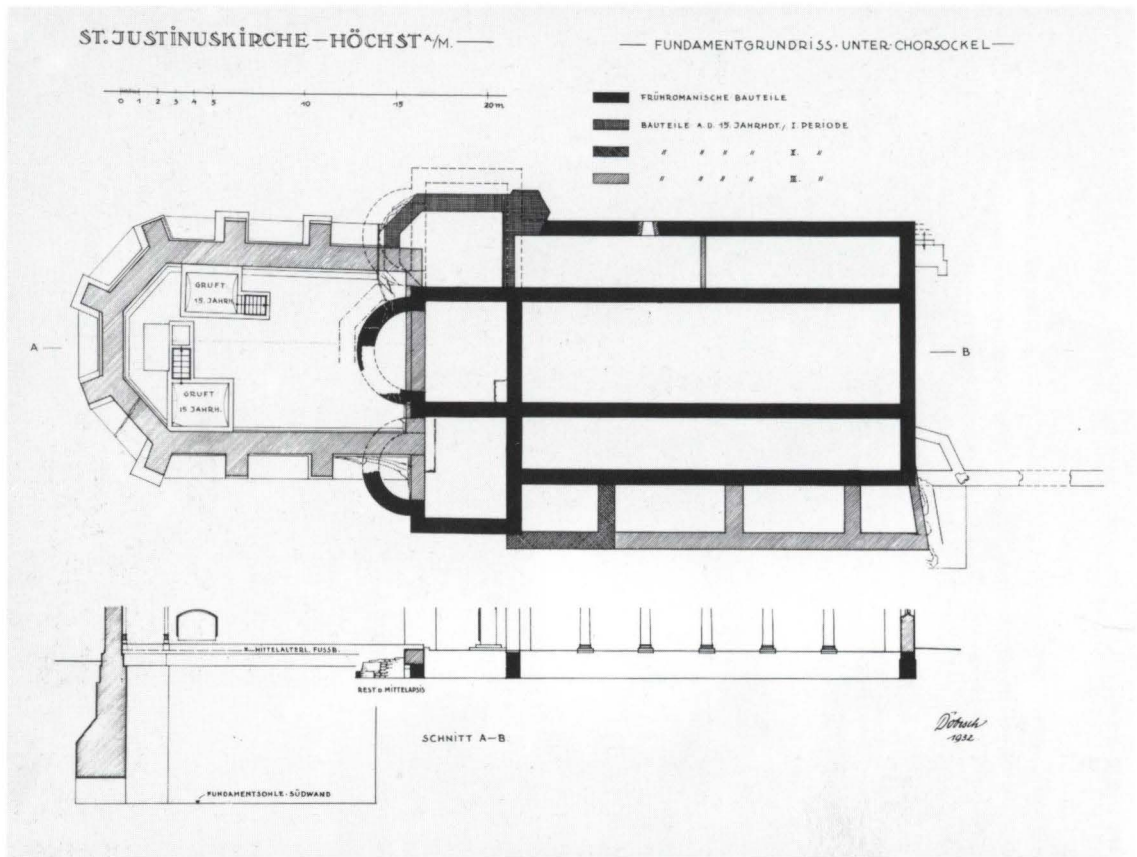 ST. JUSTINUSKIRCHE – HÖCHST A/M. —
— FUNDAMENTGRUNDRISS · UNTER · CHORSOCKEL —
0 1 2 3 4 5 10 15 20 m
FRÜHROMANISCHE BAUTEILE
BAUTEILE A. D. 15. JAHRHDT., I. PERIODE
" " " " II. "
" " " " III. "
GRUFT
15. JAHRH.
A —
— B
GRUFT
15. JAHRH.
MITTELALTERL. FUSSB.
REST D. MITTELAPSIS
SCHNITT A – B
1932
FUNDAMENTSOHLE · SÜDWAND